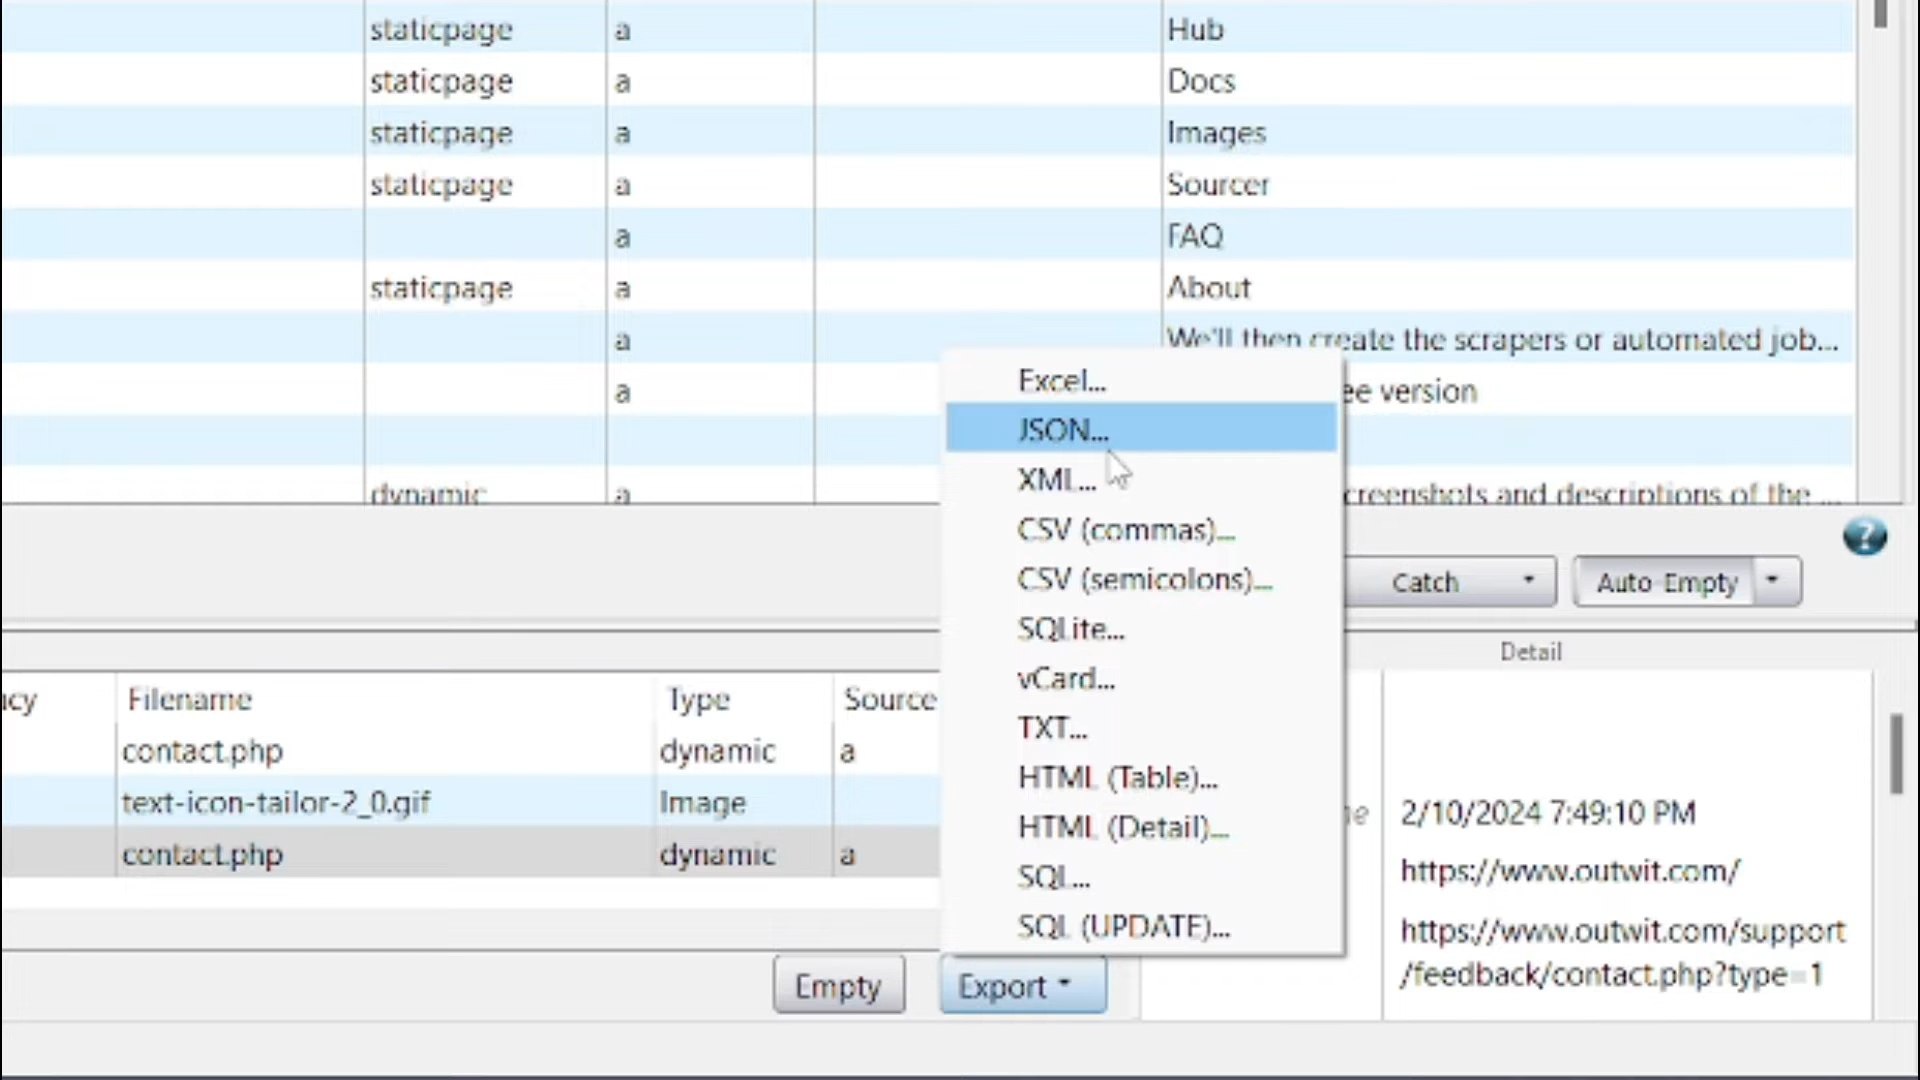 staticpage a Hub
staticpage a Docs
staticpage a Images
staticpage a Sourcer
a FAQ
staticpage a About
a We'll then create the scrapers or automated job...
a ee version
dynamic a creenshots and descriptions of the ...
Excel...
JSON...
XML...
CSV (commas)...
CSV (semicolons)...
SQLite...
vCard...
TXT...
HTML (Table)...
HTML (Detail)...
SQL...
SQL (UPDATE)...
?
Catch Auto-Empty
Detail
cy Filename Type Source
contact.php dynamic a
text-icon-tailor-2_0.gif Image
contact.php dynamic a
e 2/10/2024 7:49:10 PM
https://www.outwit.com/
https://www.outwit.com/support
/feedback/contact.php?type=1
Empty Export